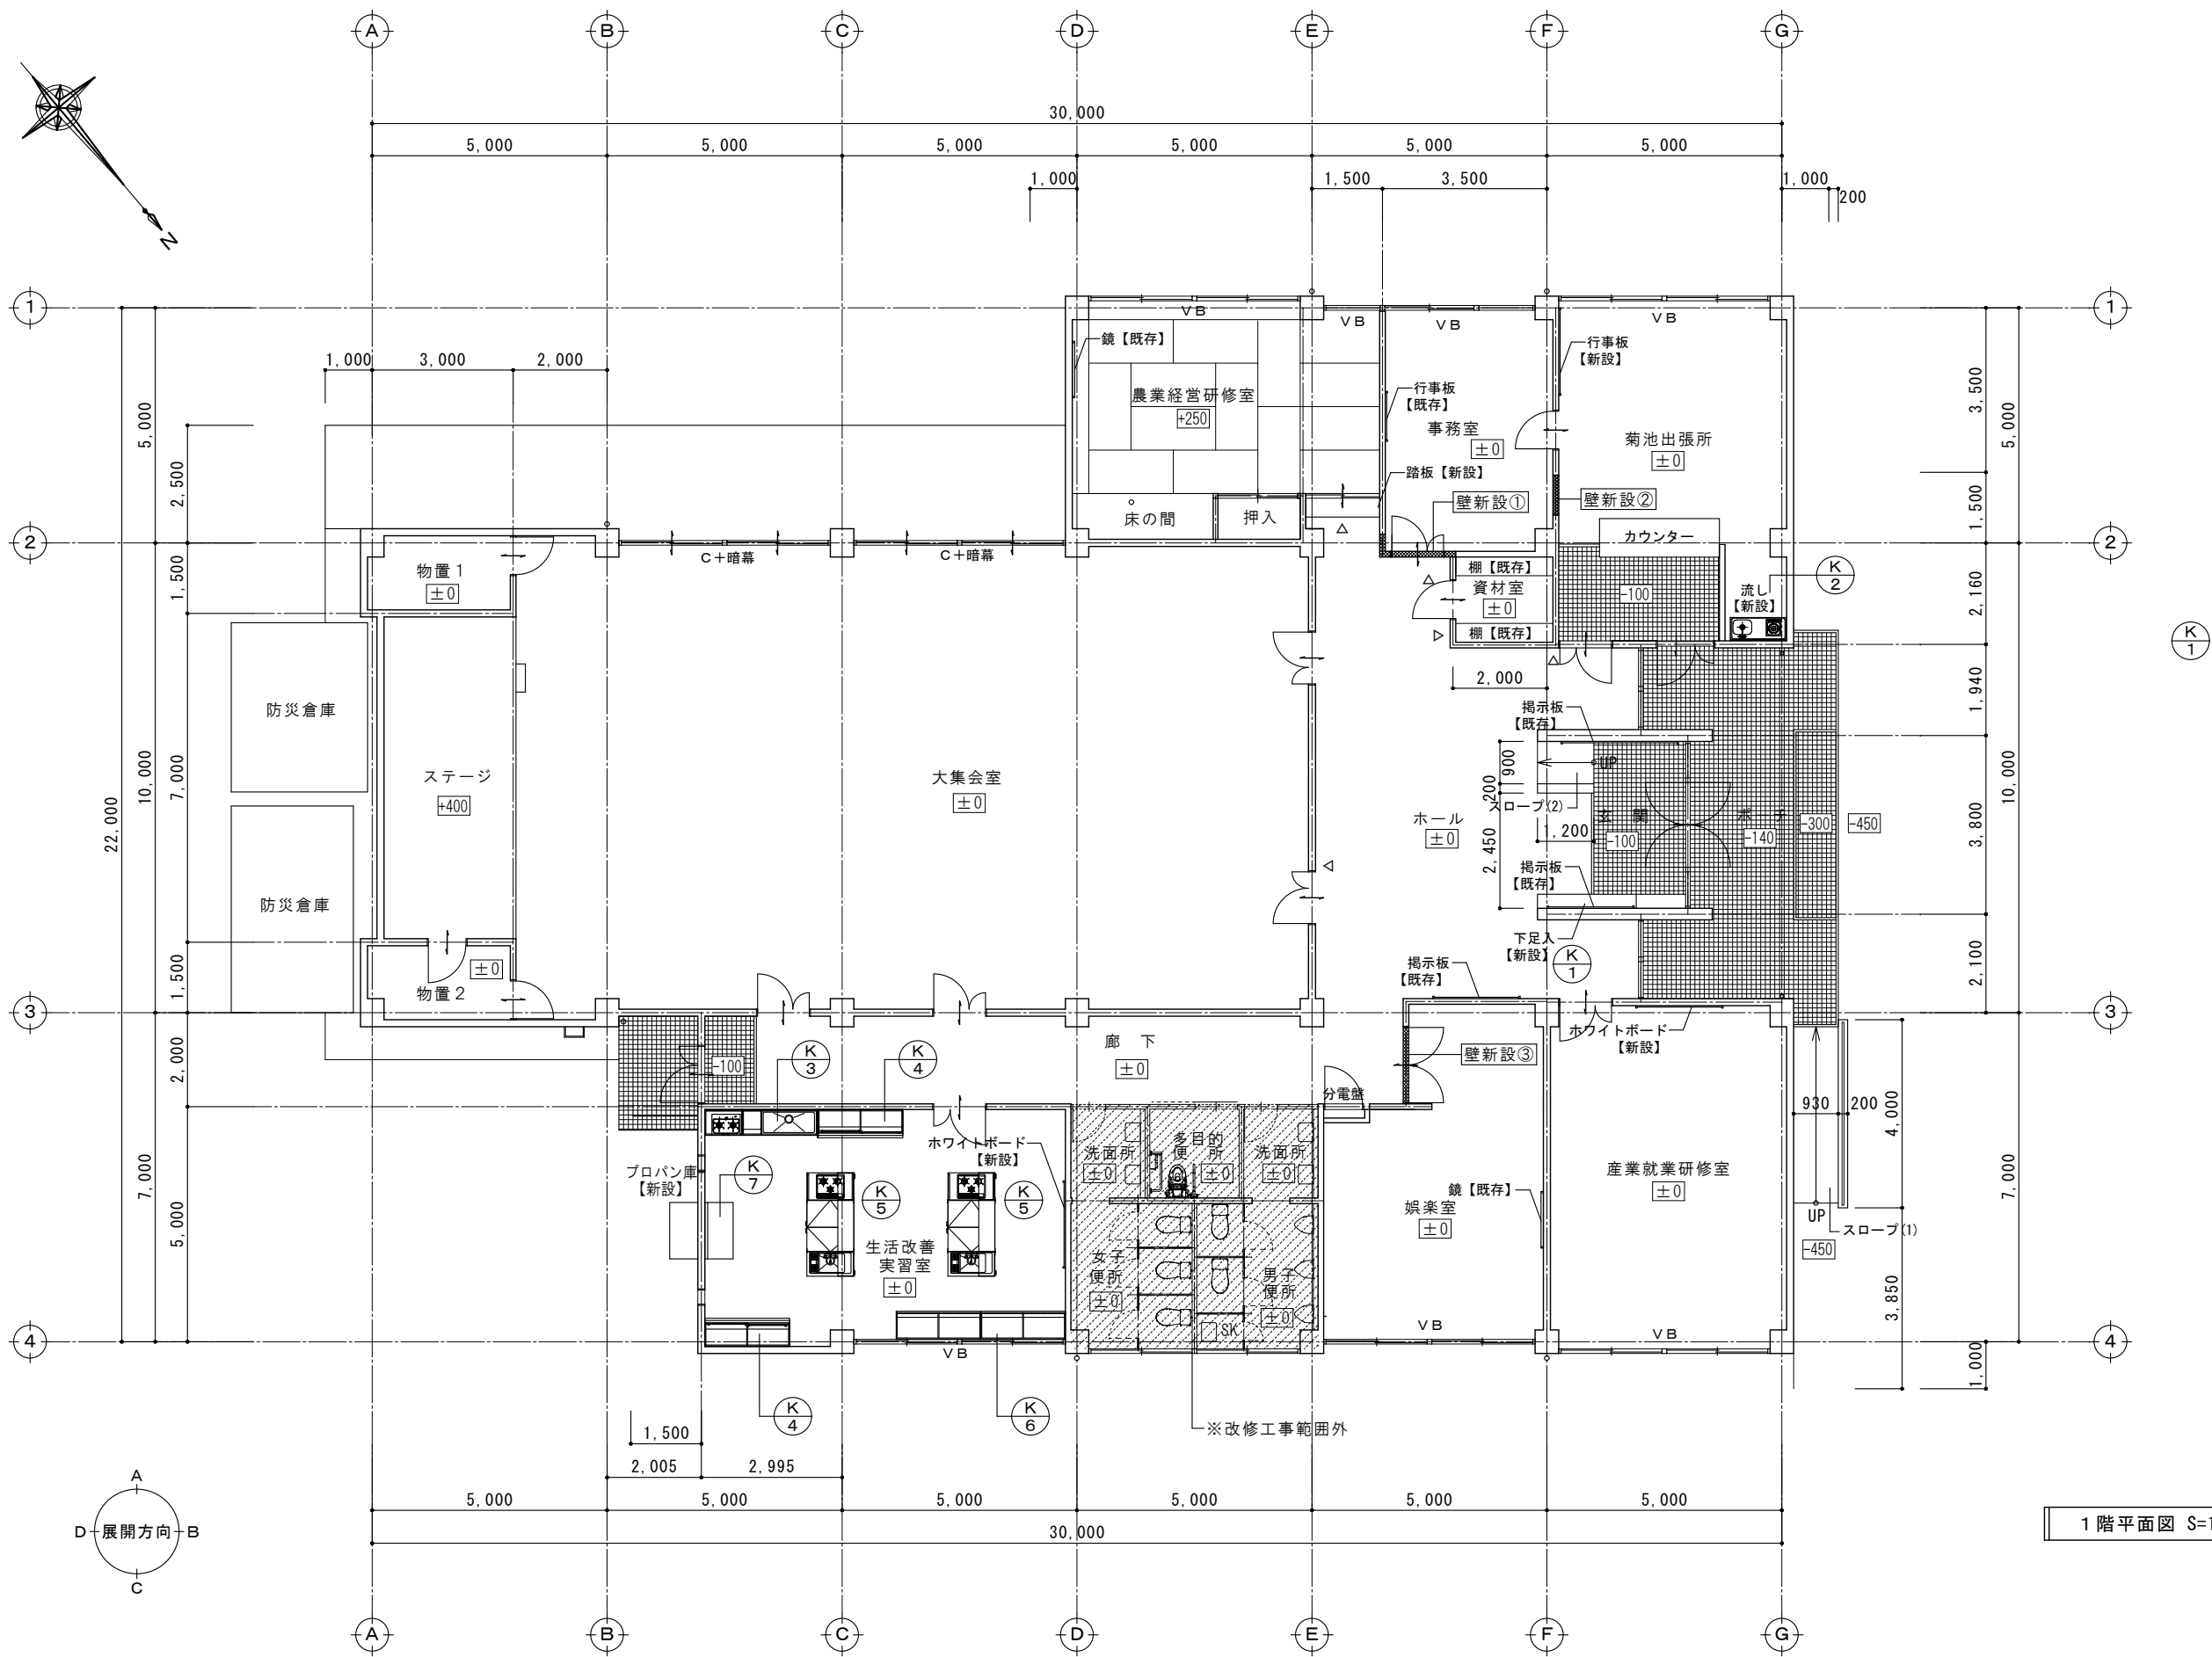 A
B
C
D
E
F
G
30,000
5,000
5,000
5,000
5,000
5,000
5,000
1,000
1,500
3,500
1,000
200
N
1
1
VB
VB
VB
VB
鏡【既存】
行事板
【新設】
1,000
3,000
2,000
農業経営研修室
+250
行事板
【既存】
事務室
±0
菊池出張所
±0
3,500
5,000
5,000
2,500
踏板【新設】
壁新設①
壁新設②
床の間
押入
カウンター
1,500
2
2
C+暗幕
C+暗幕
物置1
±0
1,500
棚【既存】
資材室
±0
棚【既存】
-100
流し
【新設】
K
2
2,160
K
1
2,000
1,940
防災倉庫
掲示板
【既存】
900
UP
200
スロープ(2)
ステージ
+400
大集会室
±0
ホール
±0
2,450
1,200
玄関
-100
ポーチ
-140
-300
-450
3,800
10,000
22,000
10,000
7,000
防災倉庫
掲示板
【既存】
下足入
【新設】
K
1
掲示板
【既存】
2,100
1,500
±0
物置2
3
3
ホワイトボード
【新設】
廊 下
±0
-100
K
3
K
4
壁新設③
分電盤
2,000
930
200
4,000
ホワイトボード
【新設】
洗面所
±0
多目的
便 所
±0
洗面所
±0
プロパン庫
【新設】
K
7
K
5
K
5
鏡【既存】
娯楽室
±0
産業就業研修室
±0
7,000
5,000
7,000
UP
スロープ(1)
-450
生活改善
実習室
±0
女子
便所
±0
男子
便所
±0
SK
3,850
4
4
VB
VB
VB
1,000
K
4
K
6
※改修工事範囲外
1,500
2,005
2,995
5,000
5,000
5,000
5,000
5,000
5,000
30,000
A
D
展開方向
B
C
1階平面図 S=1
A
B
C
D
E
F
G